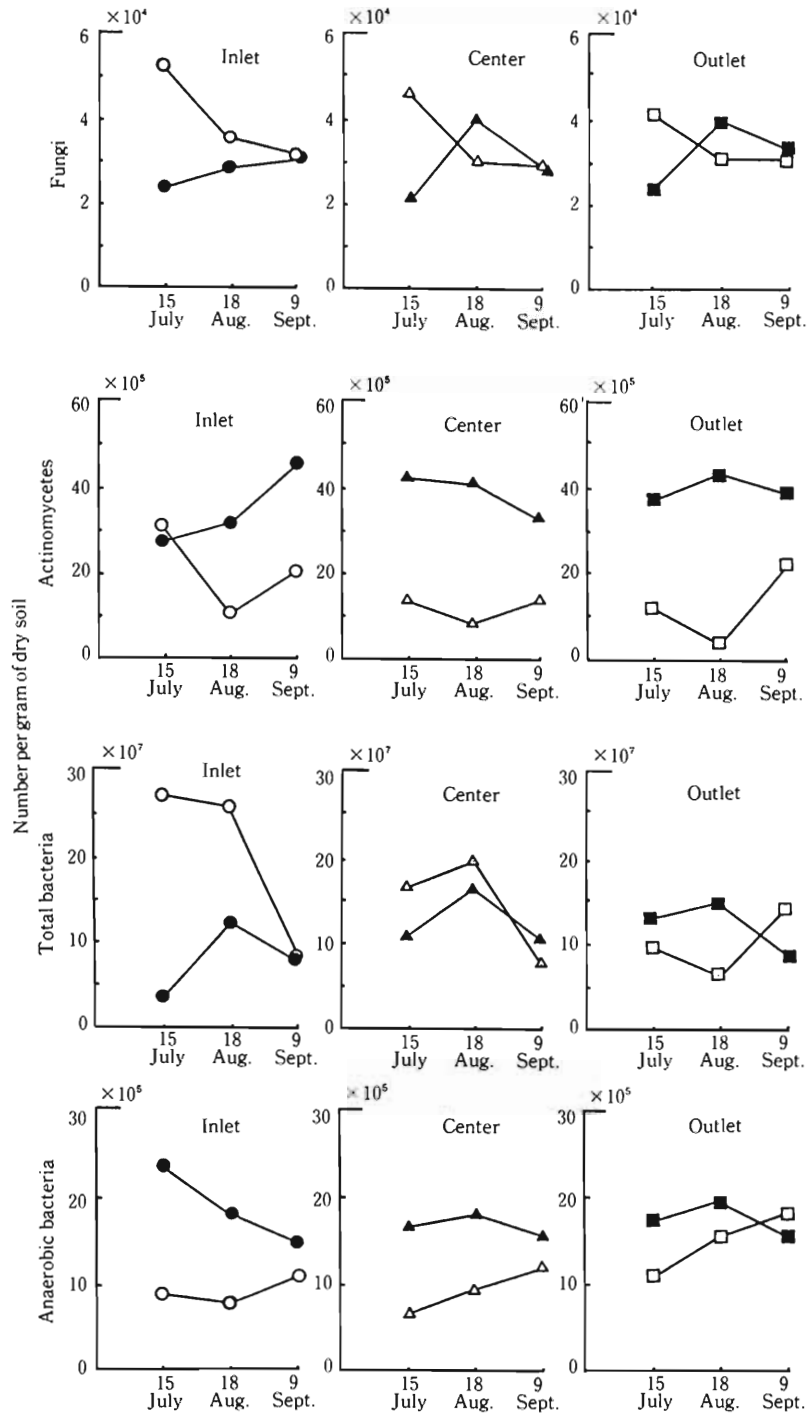 Number per gram of dry soil
Fungi
×10⁴
Inlet
6
4
2
0
15 18 9
July Aug. Sept.
×10⁴
Center
6
4
2
0
15 18 9
July Aug. Sept.
×10⁴
Outlet
6
4
2
0
15 18 9
July Aug. Sept.
Actinomycetes
×10⁵
Inlet
60
40
20
0
15 18 9
July Aug. Sept.
×10⁵
Center
60
40
20
0
15 18 9
July Aug. Sept.
×10⁵
Outlet
60
40
20
0
15 18 9
July Aug. Sept.
Total bacteria
×10⁷
Inlet
30
20
10
0
15 18 9
July Aug. Sept.
×10⁷
Center
30
20
10
0
15 18 9
July Aug. Sept.
×10⁷
Outlet
30
20
10
0
15 18 9
July Aug. Sept.
Anaerobic bacteria
×10⁵
Inlet
30
20
10
0
15 18 9
July Aug. Sept.
×10⁵
Center
30
20
10
0
15 18 9
July Aug. Sept.
×10⁵
Outlet
30
20
10
0
15 18 9
July Aug. Sept.